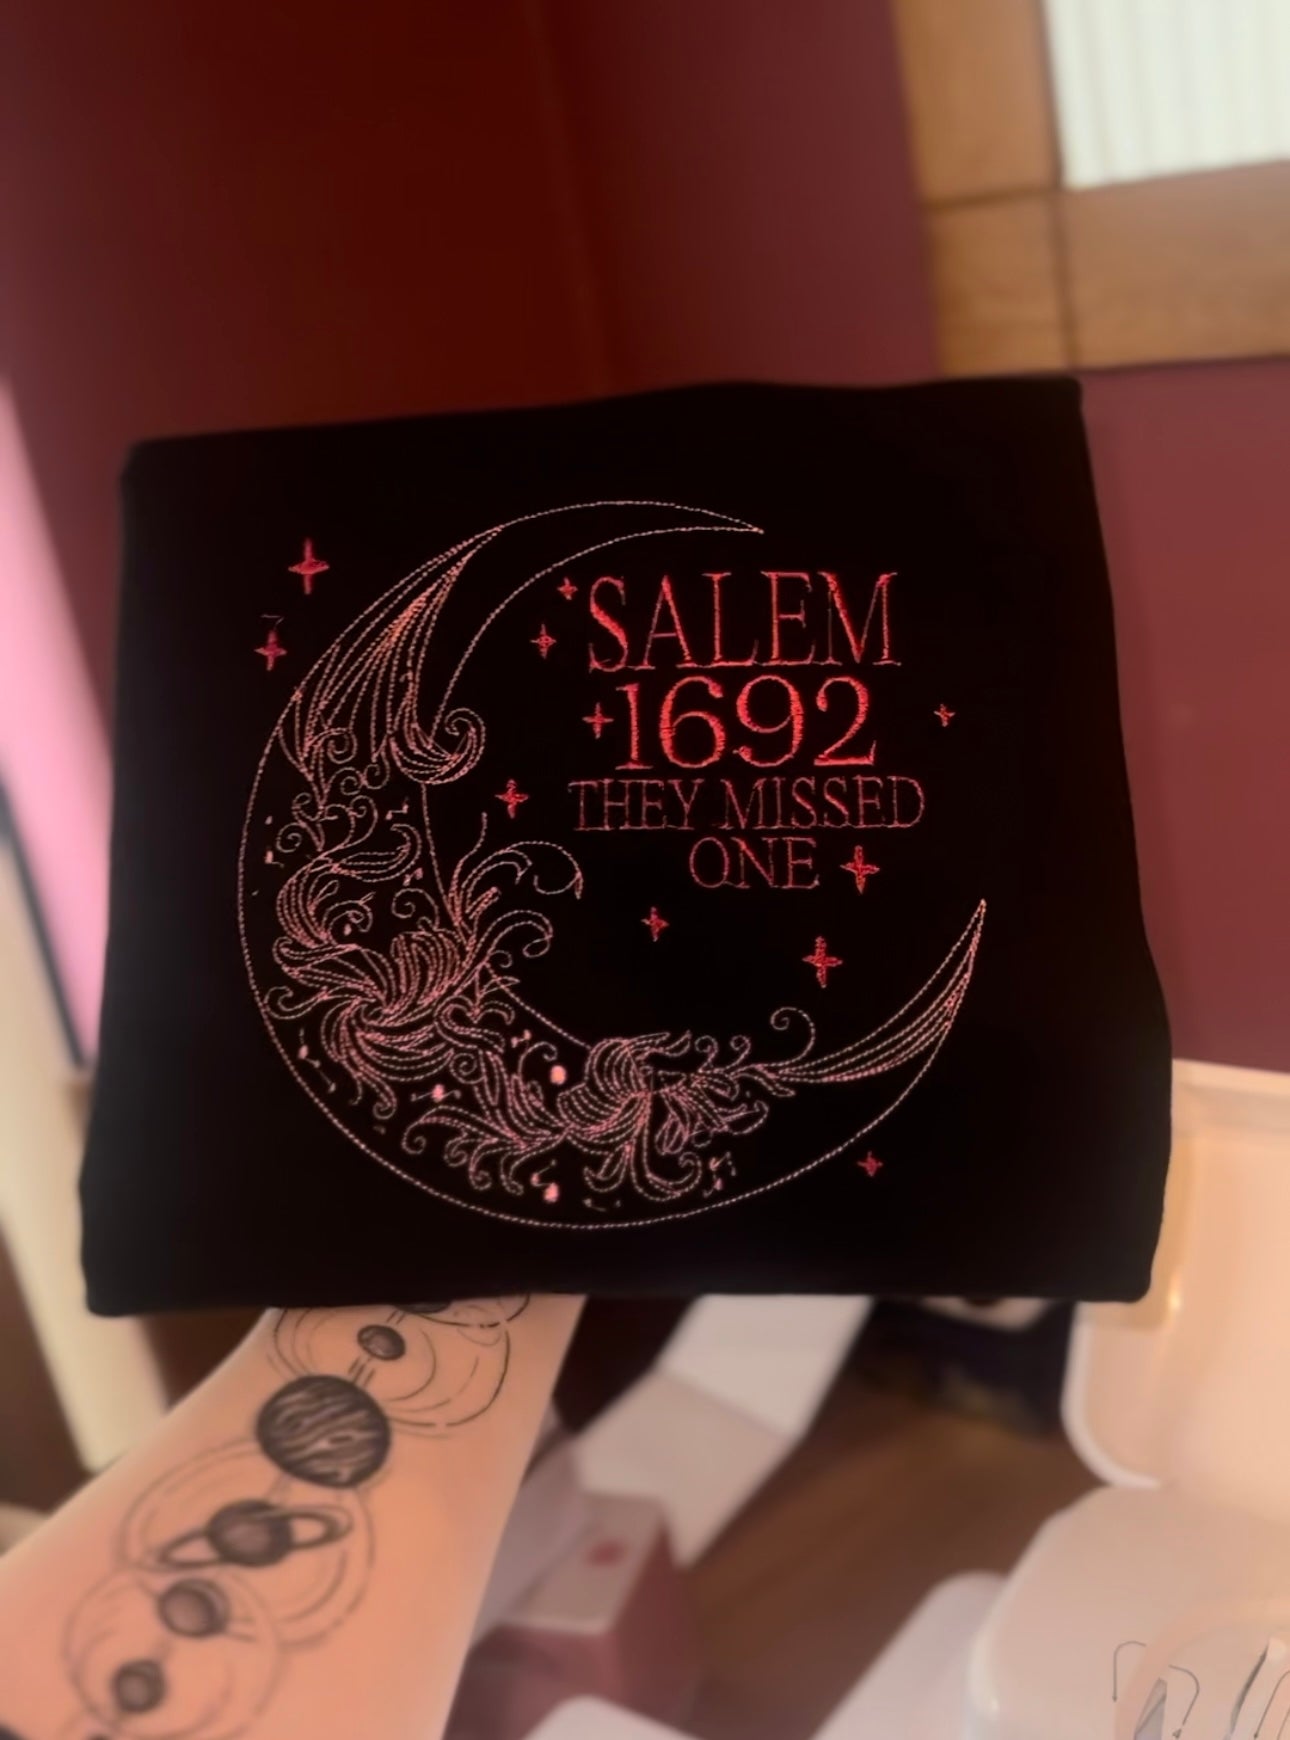 SALEM
1692
THEY MISSED
ONE